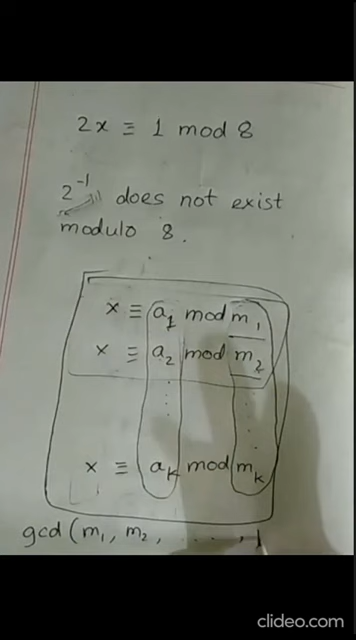 2x ≡ 1 mod 8
2⁻¹ does not exist
modulo 8.
x ≡ a₁ mod m₁
x ≡ a₂ mod m₂
⋮ ⋮
x ≡ aₖ mod mₖ
gcd (m₁, m₂, ....,
clideo.com